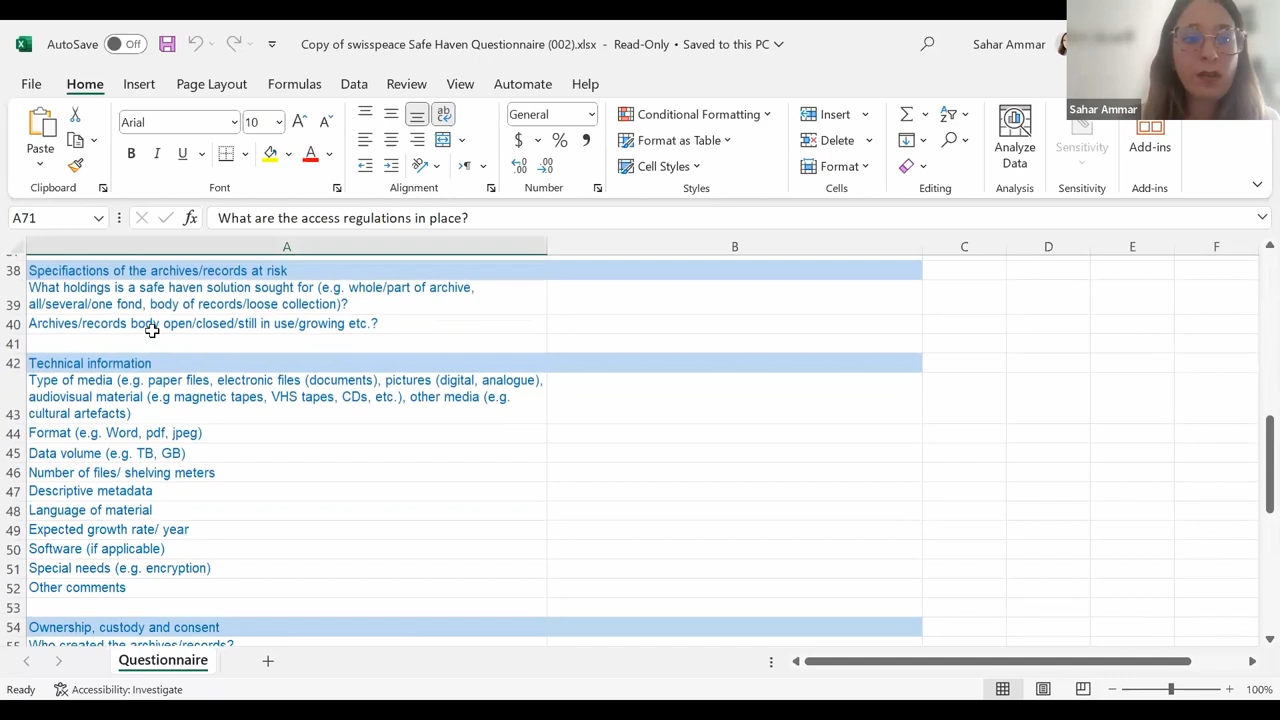 AutoSave Off
Copy of swisspeace Safe Haven Questionnaire (002).xlsx - Read-Only • Saved to this PC
Sahar Ammar
Sahar Ammar
File Home Insert Page Layout Formulas Data Review View Automate Help
Paste
Clipboard
Arial 10
A A
B I U A
Font
ab
Alignment
General
$ % ,
Number
Conditional Formatting
Format as Table
Cell Styles
Styles
Insert
Delete
Format
Cells
Editing
Analyze
Data
Analysis
Sensitivity
Sensitivity
Add-ins
Add-ins
A71 fx What are the access regulations in place?
A B C D E F
38 Specifiactions of the archives/records at risk
What holdings is a safe haven solution sought for (e.g. whole/part of archive,
39 all/several/one fond, body of records/loose collection)?
40 Archives/records body open/closed/still in use/growing etc.?
41
42 Technical information
Type of media (e.g. paper files, electronic files (documents), pictures (digital, analogue),
audiovisual material (e.g magnetic tapes, VHS tapes, CDs, etc.), other media (e.g.
43 cultural artefacts)
44 Format (e.g. Word, pdf, jpeg)
45 Data volume (e.g. TB, GB)
46 Number of files/ shelving meters
47 Descriptive metadata
48 Language of material
49 Expected growth rate/ year
50 Software (if applicable)
51 Special needs (e.g. encryption)
52 Other comments
53
54 Ownership, custody and consent
55 Who created the archives/records?
Questionnaire
Ready Accessibility: Investigate
100%